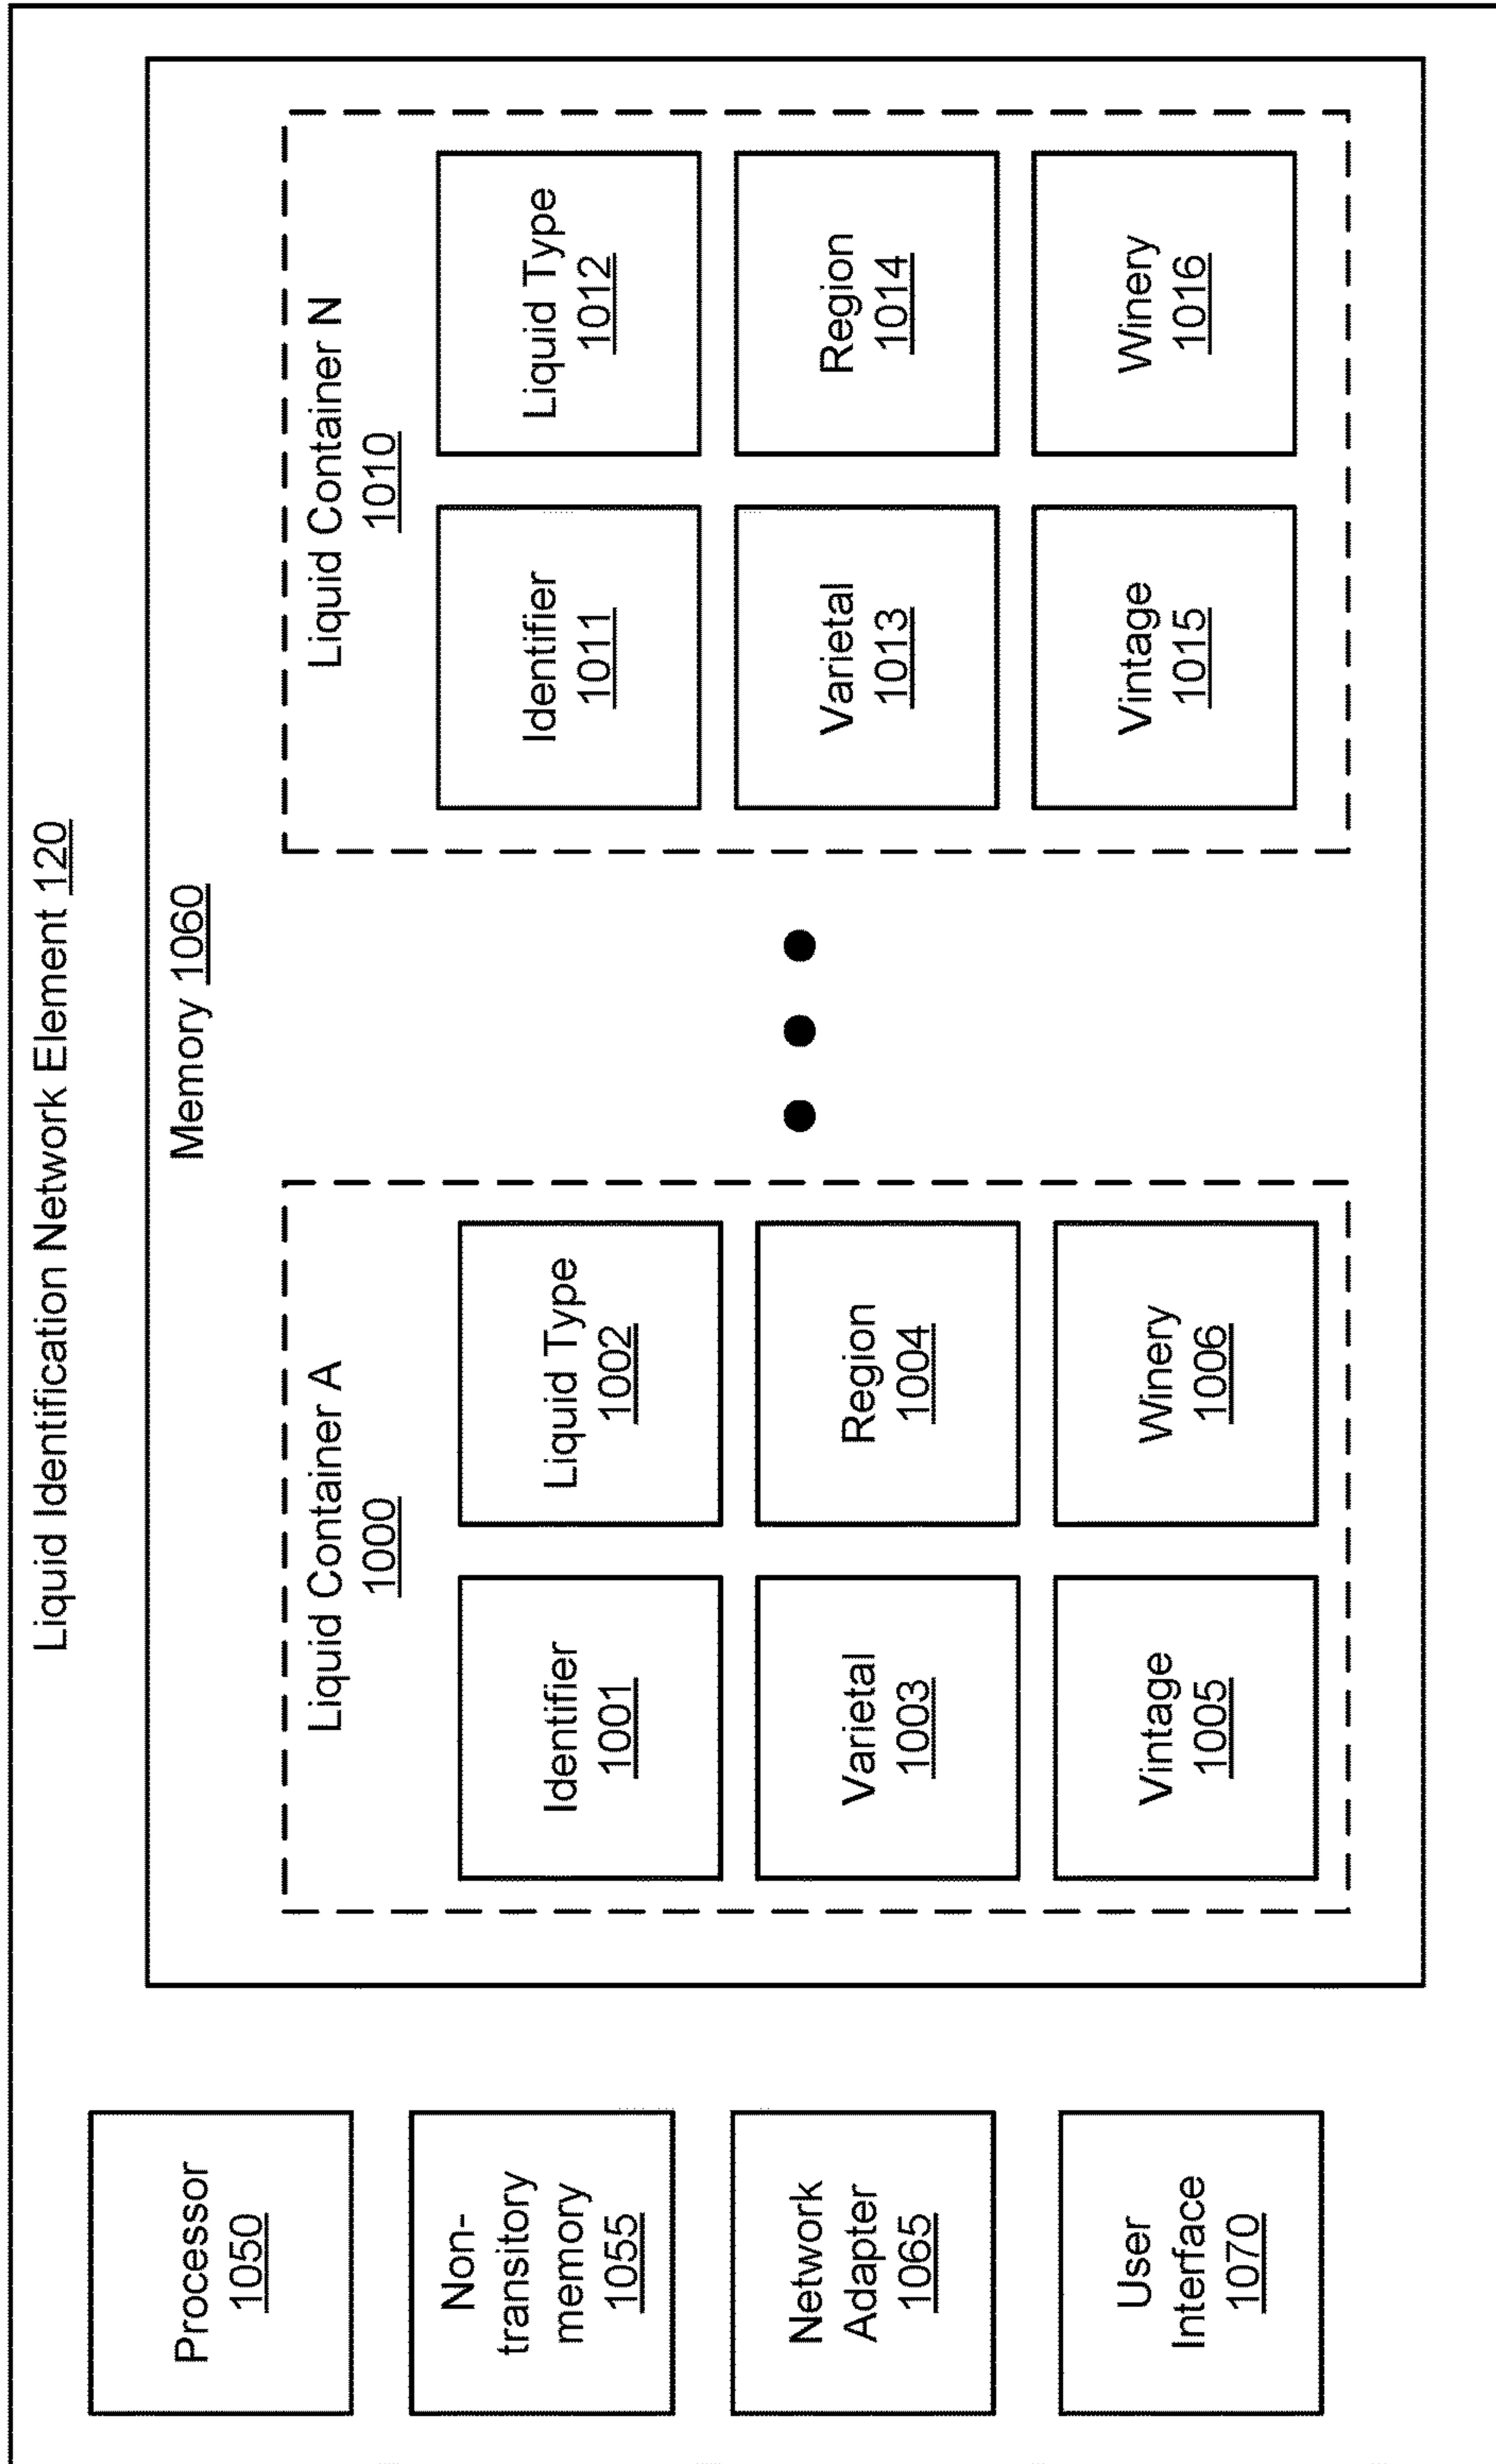 Liquid Identification Network Element 120
Processor
1050
Non-
transitory
memory
1055
Network
Adapter
1065
User
Interface
1070
Memory 1060
Liquid Container A
1000
Identifier
1001
Liquid Type
1002
Varietal
1003
Region
1004
Vintage
1005
Winery
1006
Liquid Container N
1010
Identifier
1011
Liquid Type
1012
Varietal
1013
Region
1014
Vintage
1015
Winery
1016